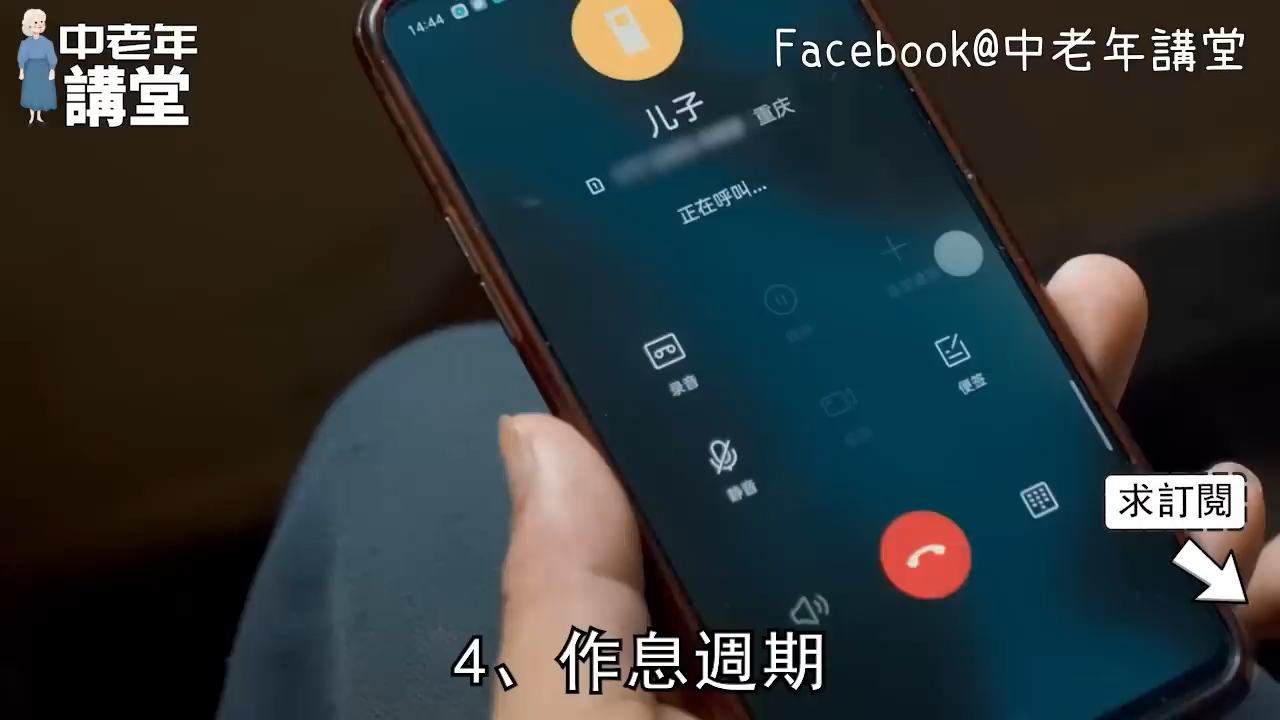 中老年
講堂
Facebook@中老年講堂
14:44
儿子
重庆
正在呼叫...
录音
便签
静音
求訂閱
4、作息週期